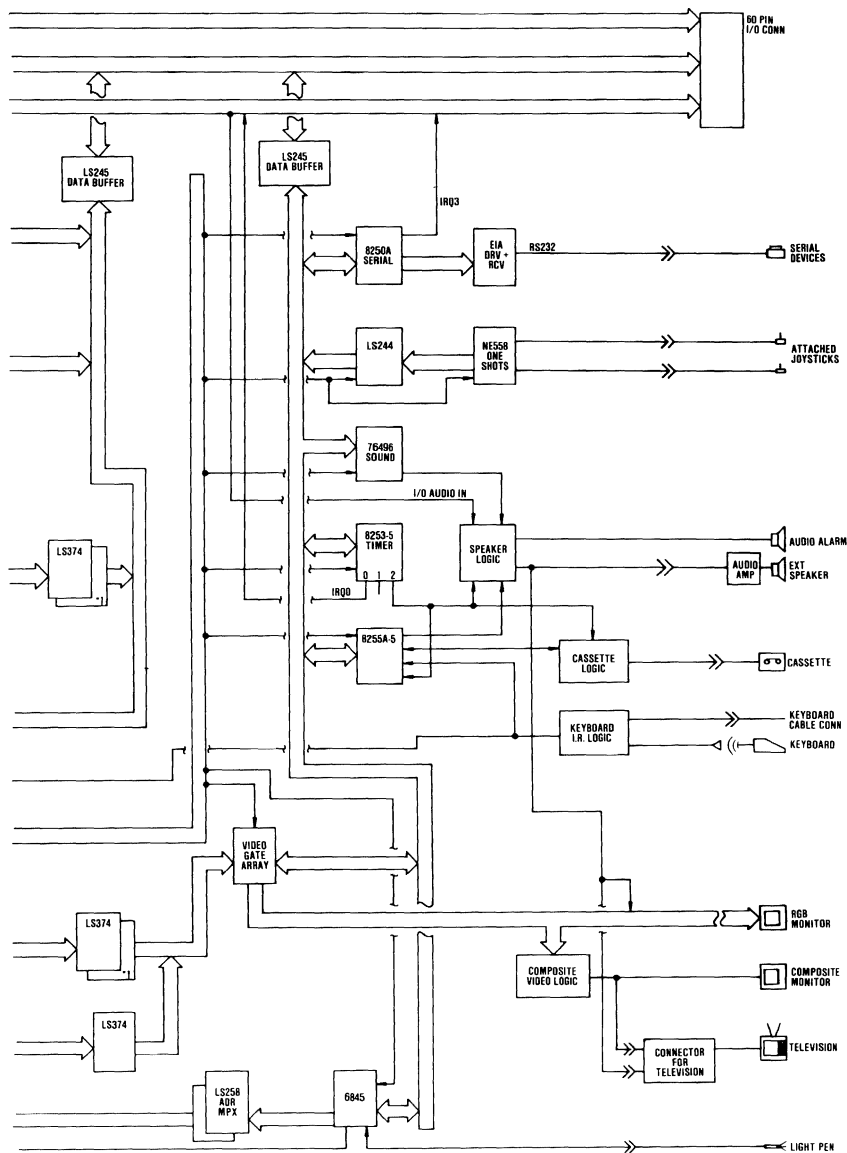 60 PIN
I/O CONN
LS245
DATA BUFFER
LS245
DATA BUFFER
IRQ3
8250A
SERIAL
EIA
DRV +
RCV
RS232
SERIAL
DEVICES
LS244
NE558
ONE
SHOTS
ATTACHED
JOYSTICKS
76496
SOUND
I/O AUDIO IN
LS374
8253-5
TIMER
0 1 2
IRQ0
SPEAKER
LOGIC
AUDIO ALARM
AUDIO
AMP
EXT
SPEAKER
8255A-5
CASSETTE
LOGIC
CASSETTE
KEYBOARD
I.R. LOGIC
KEYBOARD
CABLE CONN
KEYBOARD
VIDEO
GATE
ARRAY
LS374
RGB
MONITOR
COMPOSITE
VIDEO LOGIC
COMPOSITE
MONITOR
LS374
CONNECTOR
FOR
TELEVISION
TELEVISION
LS258
ADR
MPX
6845
LIGHT PEN